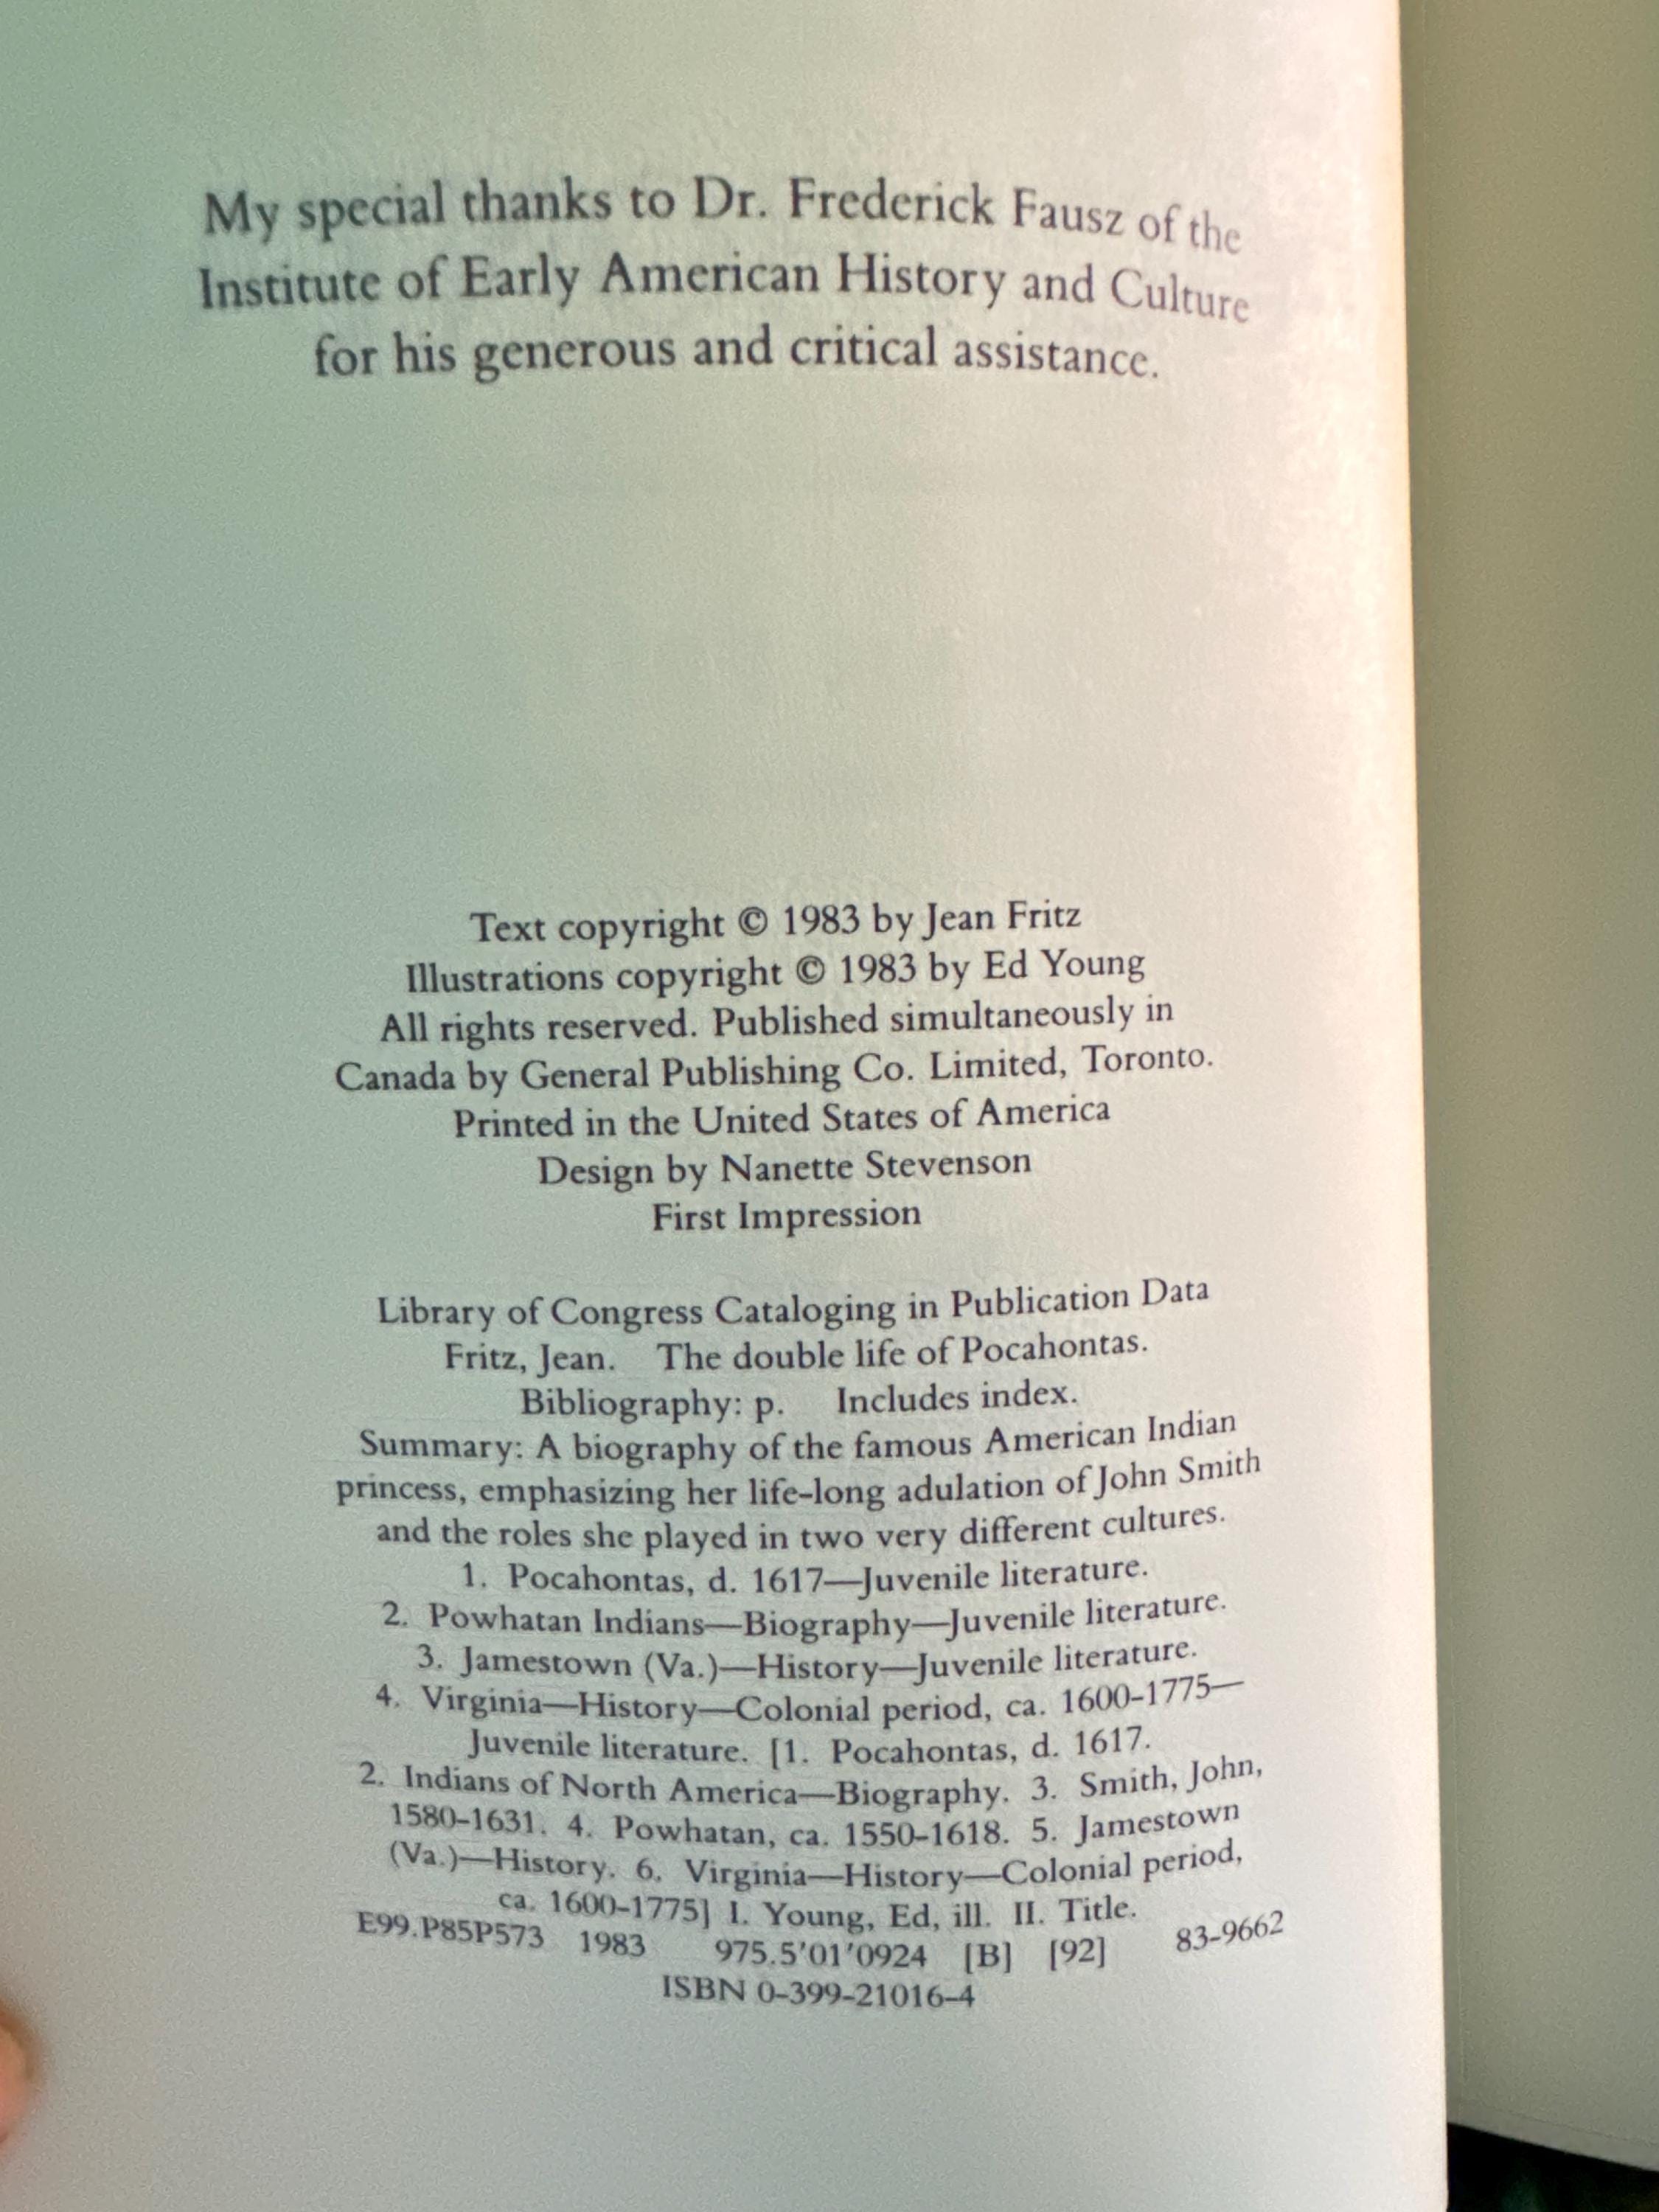 My special thanks to Dr. Frederick Fausz of the
Institute of Early American History and Culture
for his generous and critical assistance.
Text copyright © 1983 by Jean Fritz
Illustrations copyright © 1983 by Ed Young
All rights reserved. Published simultaneously in
Canada by General Publishing Co. Limited, Toronto.
Printed in the United States of America
Design by Nanette Stevenson
First Impression
Library of Congress Cataloging in Publication Data
Fritz, Jean. The double life of Pocahontas.
Bibliography: p. Includes index.
Summary: A biography of the famous American Indian
princess, emphasizing her life-long adulation of John Smith
and the roles she played in two very different cultures.
1. Pocahontas, d. 1617—Juvenile literature.
2. Powhatan Indians—Biography—Juvenile literature.
3. Jamestown (Va.)—History—Juvenile literature.
4. Virginia—History—Colonial period, ca. 1600-1775—
Juvenile literature. [1. Pocahontas, d. 1617.
2. Indians of North America—Biography. 3. Smith, John,
1580-1631. 4. Powhatan, ca. 1550-1618. 5. Jamestown
(Va.)—History. 6. Virginia—History—Colonial period,
ca. 1600-1775] I. Young, Ed, ill. II. Title.
E99.P85P573 1983 975.5'01'0924 [B] [92] 83-9662
ISBN 0-399-21016-4